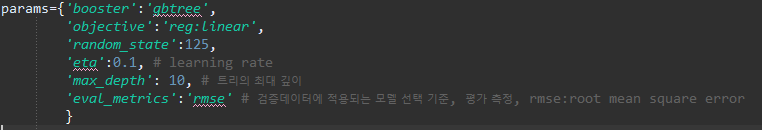 params={'booster':'gbtree',
'objective':'reg:linear',
'random_state':125,
'eta':0.1, # learning rate
'max_depth': 10, # 트리의 최대 깊이
'eval_metrics':'rmse' # 검증데이터에 적용되는 모델 선택 기준, 평가 측정, rmse:root mean square error
}